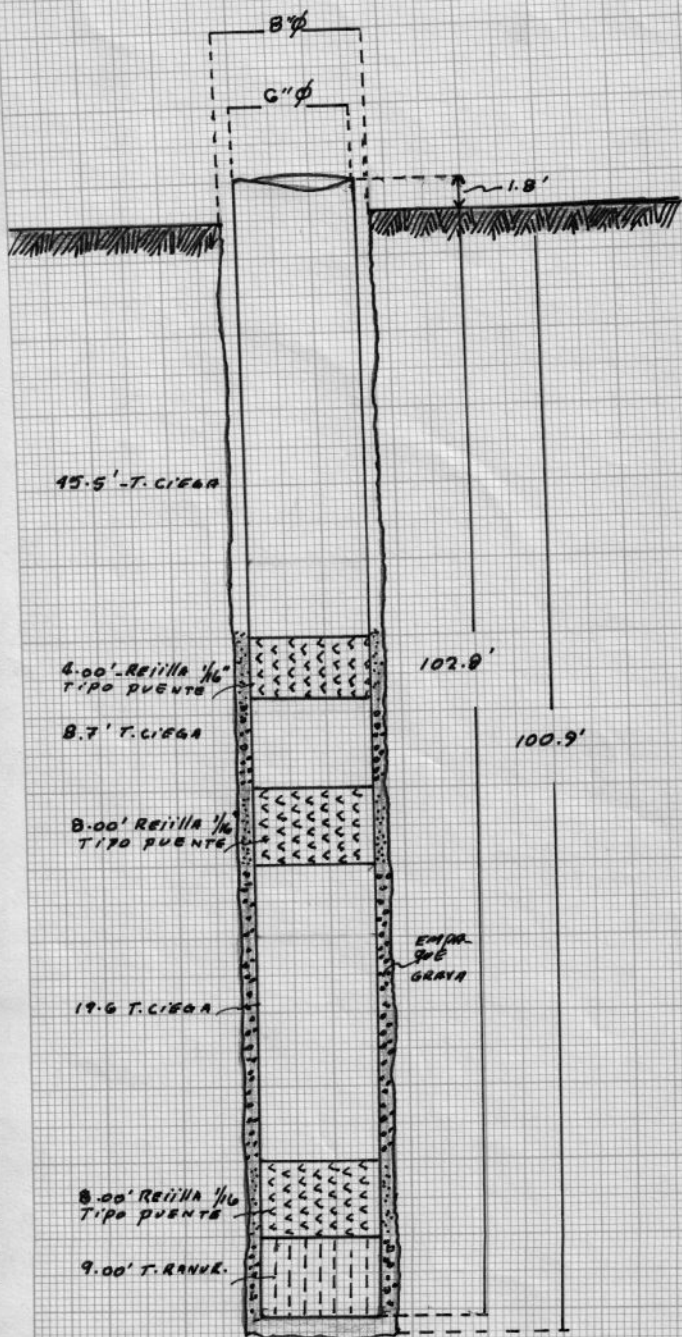 8"ø
6"ø
1.8'
45.5'-T. CIEGA
4.00'-REJILLA 1/16"
TIPO PUENTE
102.8'
8.7' T. CIEGA
100.9'
8.00' REJILLA 1/16"
TIPO PUENTE
EMPA-
QUE
GRAVA
19.6 T. CIEGA
8.00' REJILLA 1/16
TIPO PUENTE
9.00' T. RANUR.